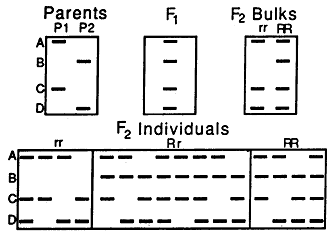 Parents F1 F2 Bulks
P1 P2 rr RR
A
B
C
D
F2 Individuals
rr Rr RR
A
B
C
D